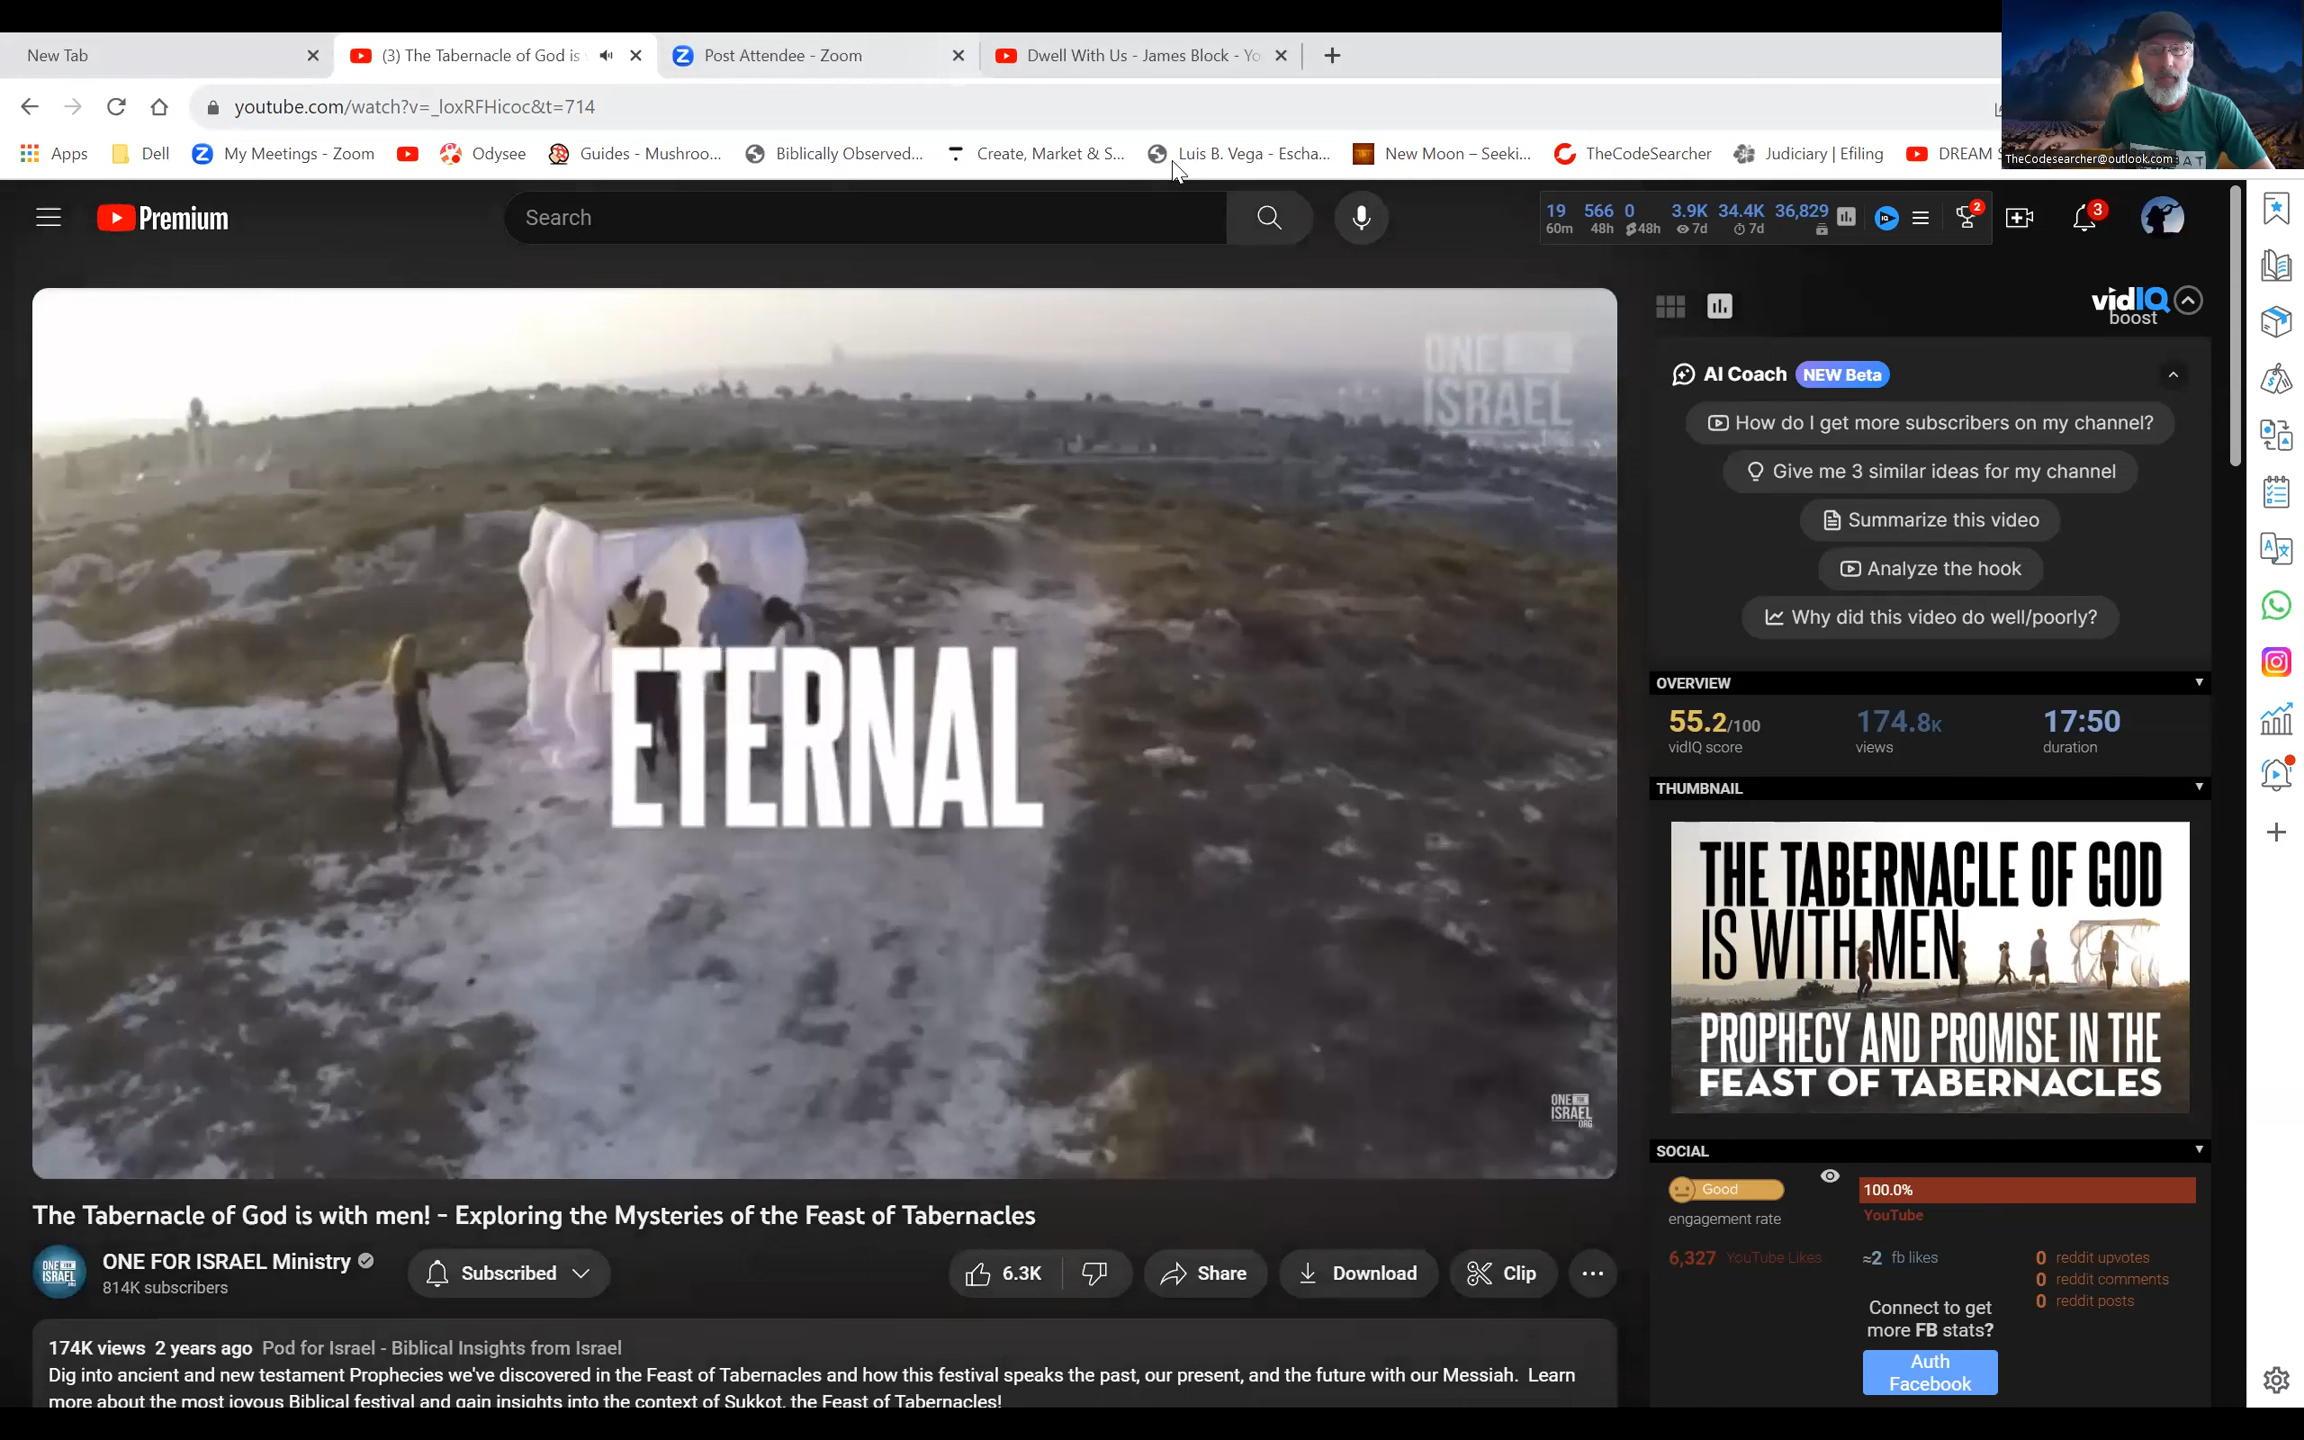 New Tab
(3) The Tabernacle of God is
Post Attendee - Zoom
Dwell With Us - James Block - Yo
youtube.com/watch?v=_loxRFHicoc&t=714
TheCodesearcher@outlook.com
Apps
Dell
My Meetings - Zoom
Odysee
Guides - Mushroo...
Biblically Observed...
Create, Market & S...
Luis B. Vega - Escha...
New Moon – Seeki...
TheCodeSearcher
Judiciary | Efiling
DREAM S
Premium
Search
19 566 0 3.9K 34.4K 36,829
60m 48h 48h 7d 7d
2
3
ONE
ISRAEL
ETERNAL
ONE FOR
ISRAEL
.ORG
vidIQ
boost
AI Coach NEW Beta
How do I get more subscribers on my channel?
Give me 3 similar ideas for my channel
Summarize this video
Analyze the hook
Why did this video do well/poorly?
OVERVIEW
55.2/100 174.8K 17:50
vidIQ score views duration
THUMBNAIL
THE TABERNACLE OF GOD
IS WITH MEN
PROPHECY AND PROMISE IN THE
FEAST OF TABERNACLES
SOCIAL
Good
engagement rate
100.0%
YouTube
6,327 YouTube Likes
≈2 fb likes
0 reddit upvotes
0 reddit comments
0 reddit posts
Connect to get
more FB stats?
Auth
Facebook
The Tabernacle of God is with men! - Exploring the Mysteries of the Feast of Tabernacles
ONE FOR ISRAEL Ministry
814K subscribers
Subscribed
6.3K
Share
Download
Clip
174K views 2 years ago Pod for Israel - Biblical Insights from Israel
Dig into ancient and new testament Prophecies we've discovered in the Feast of Tabernacles and how this festival speaks the past, our present, and the future with our Messiah. Learn
more about the most joyous Biblical festival and gain insights into the context of Sukkot, the Feast of Tabernacles!